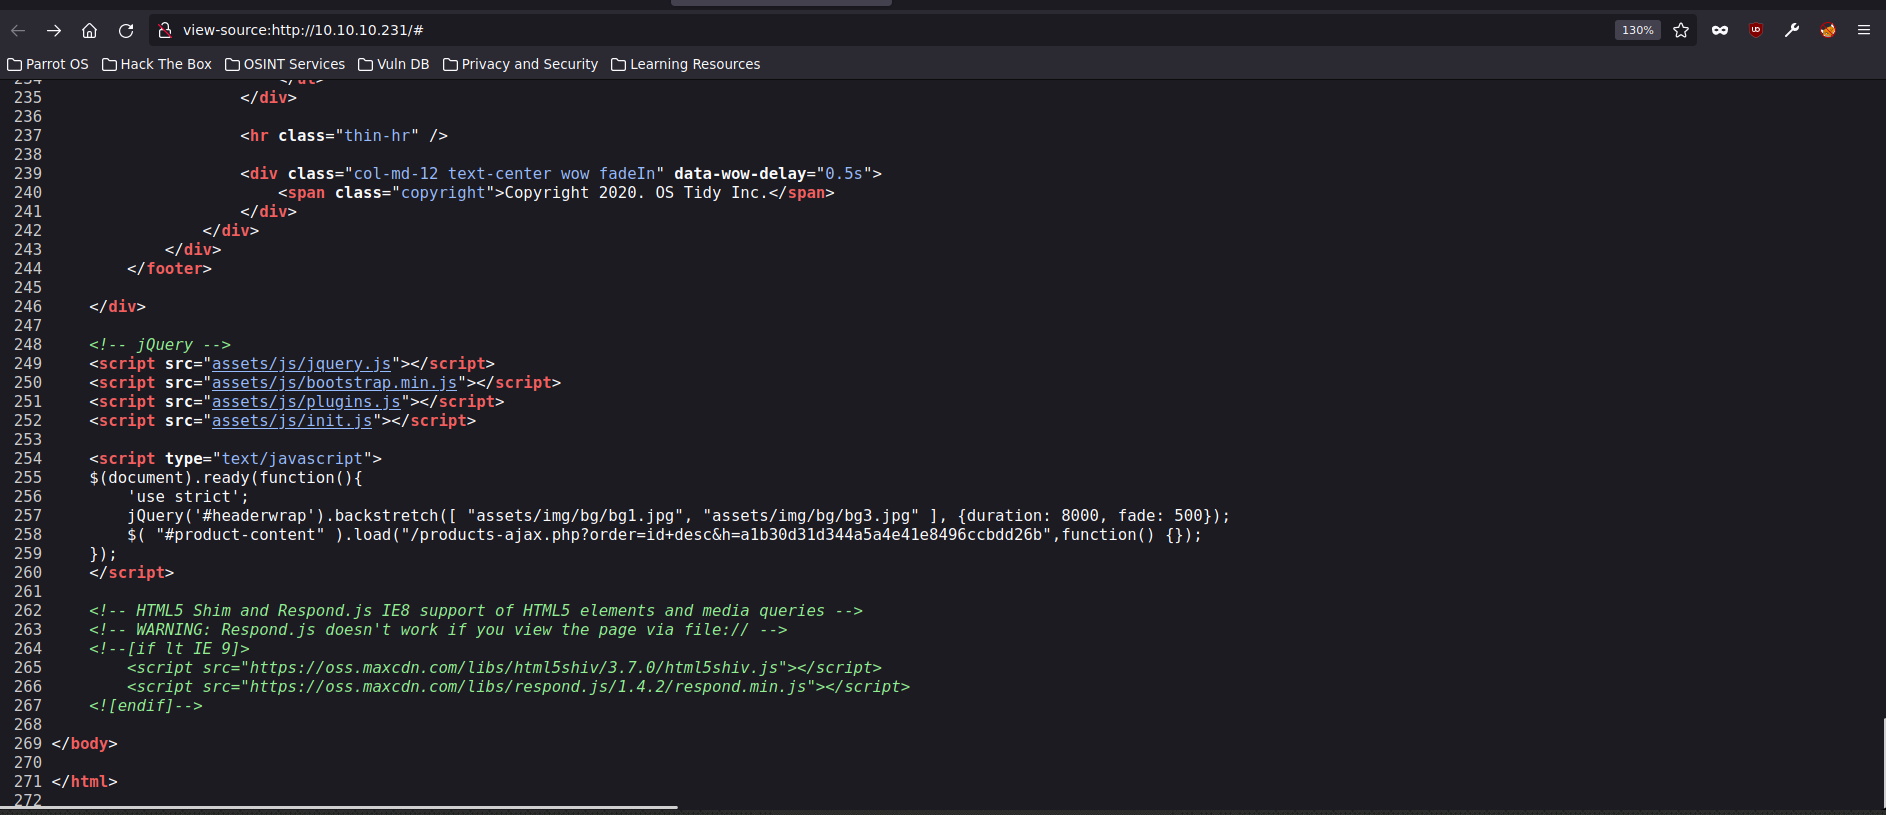 view-source:http://10.10.10.231/#
130%
Parrot OS Hack The Box OSINT Services Vuln DB Privacy and Security Learning Resources
234 </ul>
235 </div>
236
237 <hr class="thin-hr" />
238
239 <div class="col-md-12 text-center wow fadeIn" data-wow-delay="0.5s">
240 <span class="copyright">Copyright 2020. OS Tidy Inc.</span>
241 </div>
242 </div>
243 </div>
244 </footer>
245
246 </div>
247
248 <!-- jQuery -->
249 <script src="assets/js/jquery.js"></script>
250 <script src="assets/js/bootstrap.min.js"></script>
251 <script src="assets/js/plugins.js"></script>
252 <script src="assets/js/init.js"></script>
253
254 <script type="text/javascript">
255 $(document).ready(function(){
256 'use strict';
257 jQuery('#headerwrap').backstretch([ "assets/img/bg/bg1.jpg", "assets/img/bg/bg3.jpg" ], {duration: 8000, fade: 500});
258 $( "#product-content" ).load("/products-ajax.php?order=id+desc&h=a1b30d31d344a5a4e41e8496ccbdd26b",function() {});
259 });
260 </script>
261
262 <!-- HTML5 Shim and Respond.js IE8 support of HTML5 elements and media queries -->
263 <!-- WARNING: Respond.js doesn't work if you view the page via file:// -->
264 <!--[if lt IE 9]>
265 <script src="https://oss.maxcdn.com/libs/html5shiv/3.7.0/html5shiv.js"></script>
266 <script src="https://oss.maxcdn.com/libs/respond.js/1.4.2/respond.min.js"></script>
267 <![endif]-->
268
269 </body>
270
271 </html>
272